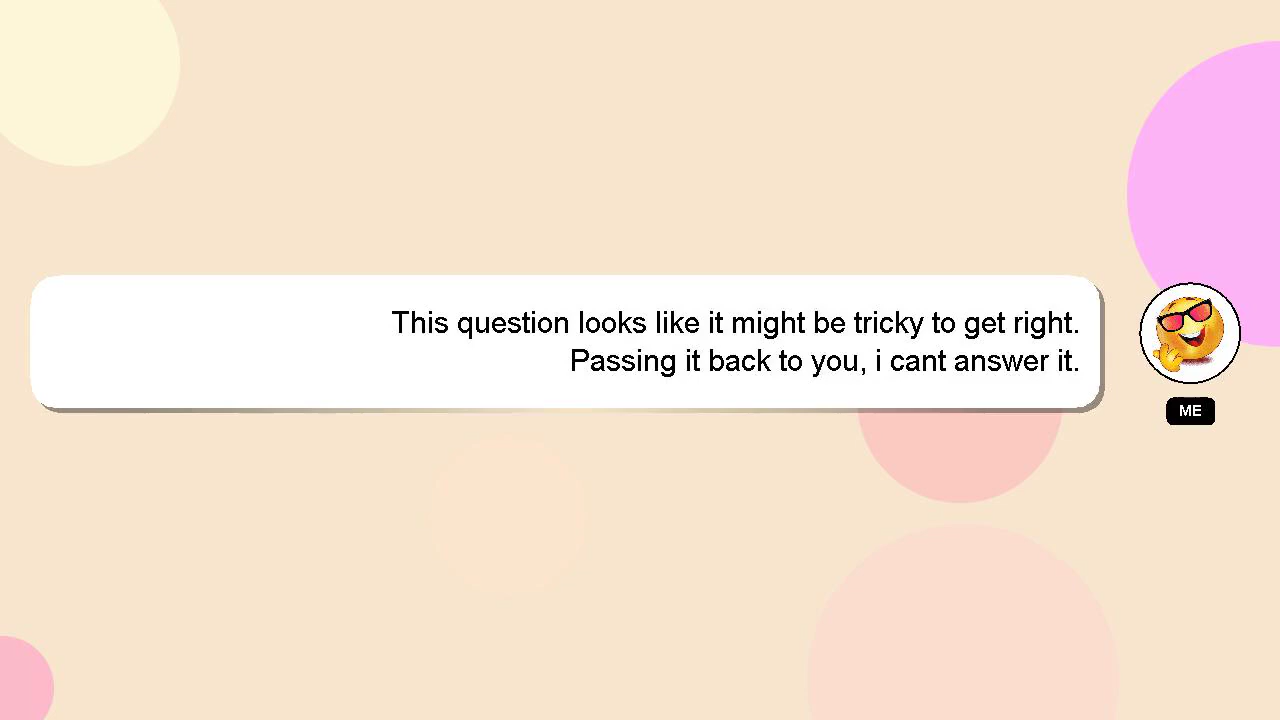 This question looks like it might be tricky to get right.
Passing it back to you, i cant answer it.
ME